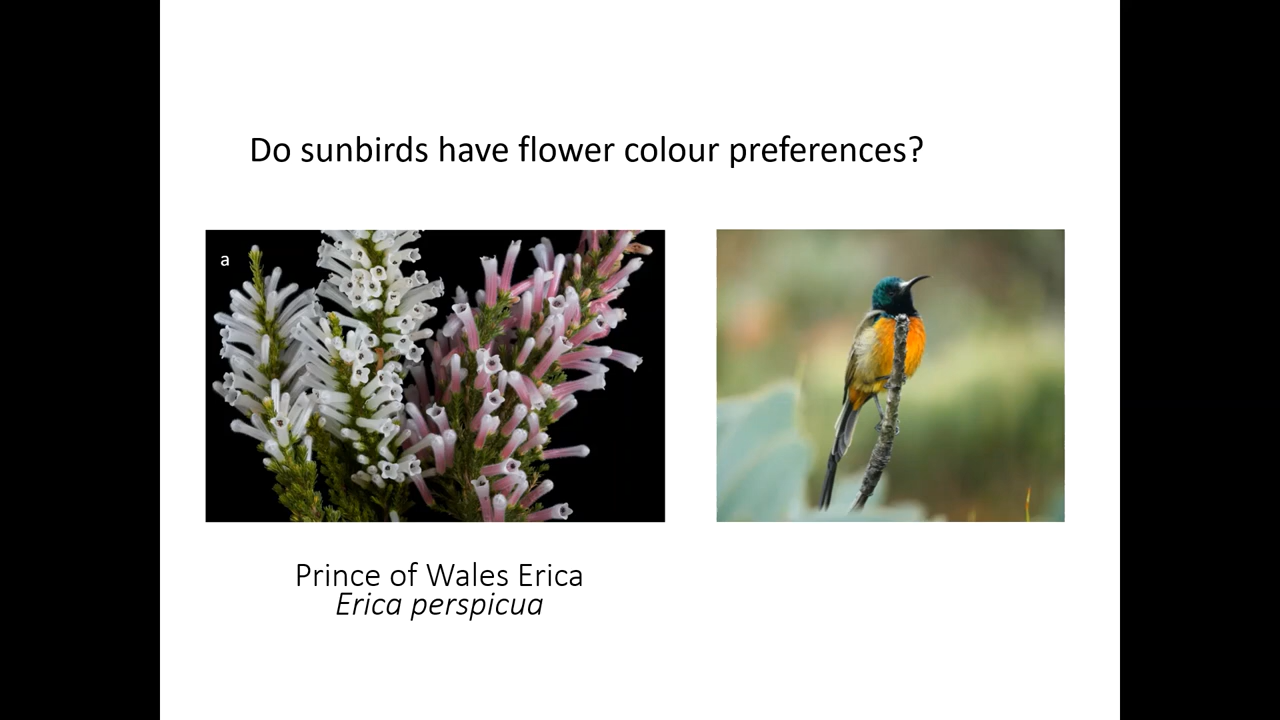 Do sunbirds have flower colour preferences?
a
Prince of Wales Erica
Erica perspicua